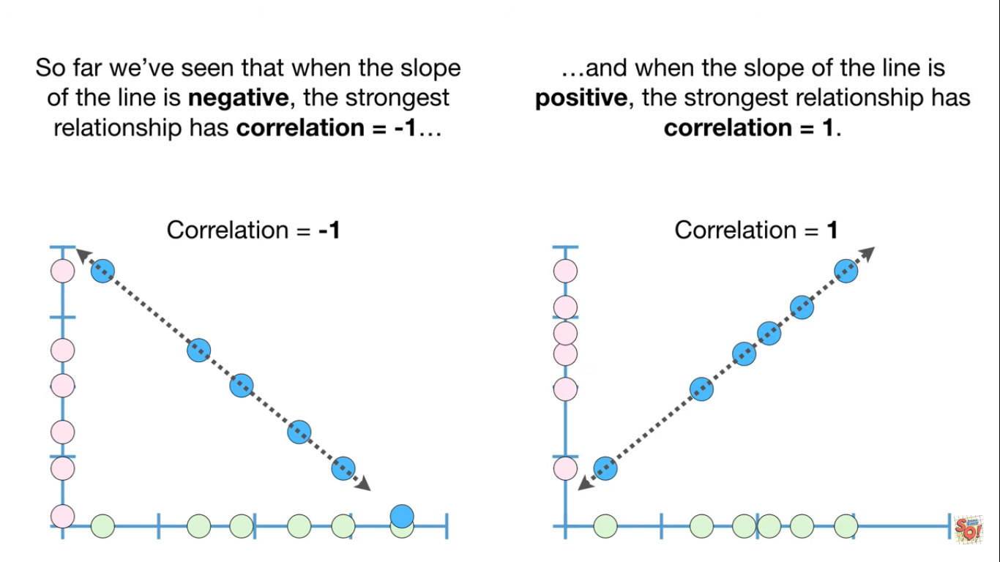 So far we’ve seen that when the slope
of the line is negative, the strongest
relationship has correlation = -1…
…and when the slope of the line is
positive, the strongest relationship has
correlation = 1.
Correlation = -1
Correlation = 1
SQ!